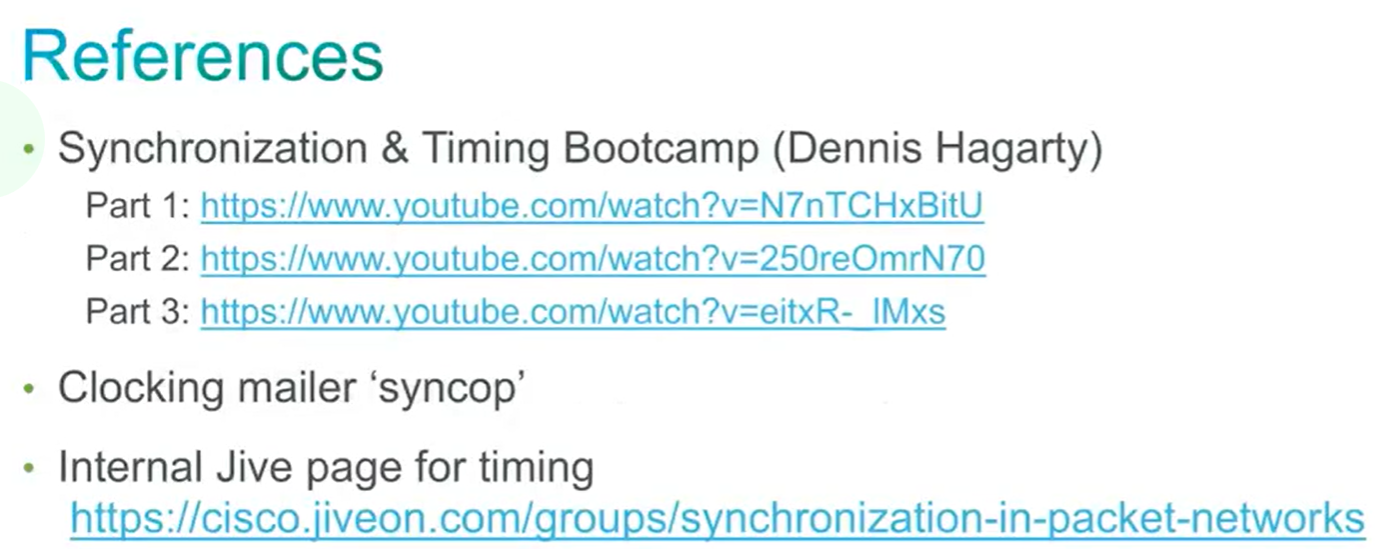 References
• Synchronization & Timing Bootcamp (Dennis Hagarty)
Part 1: https://www.youtube.com/watch?v=N7nTCHxBitU
Part 2: https://www.youtube.com/watch?v=250reOmrN70
Part 3: https://www.youtube.com/watch?v=eitxR-_lMxs
• Clocking mailer ‘syncop’
• Internal Jive page for timing
https://cisco.jiveon.com/groups/synchronization-in-packet-networks